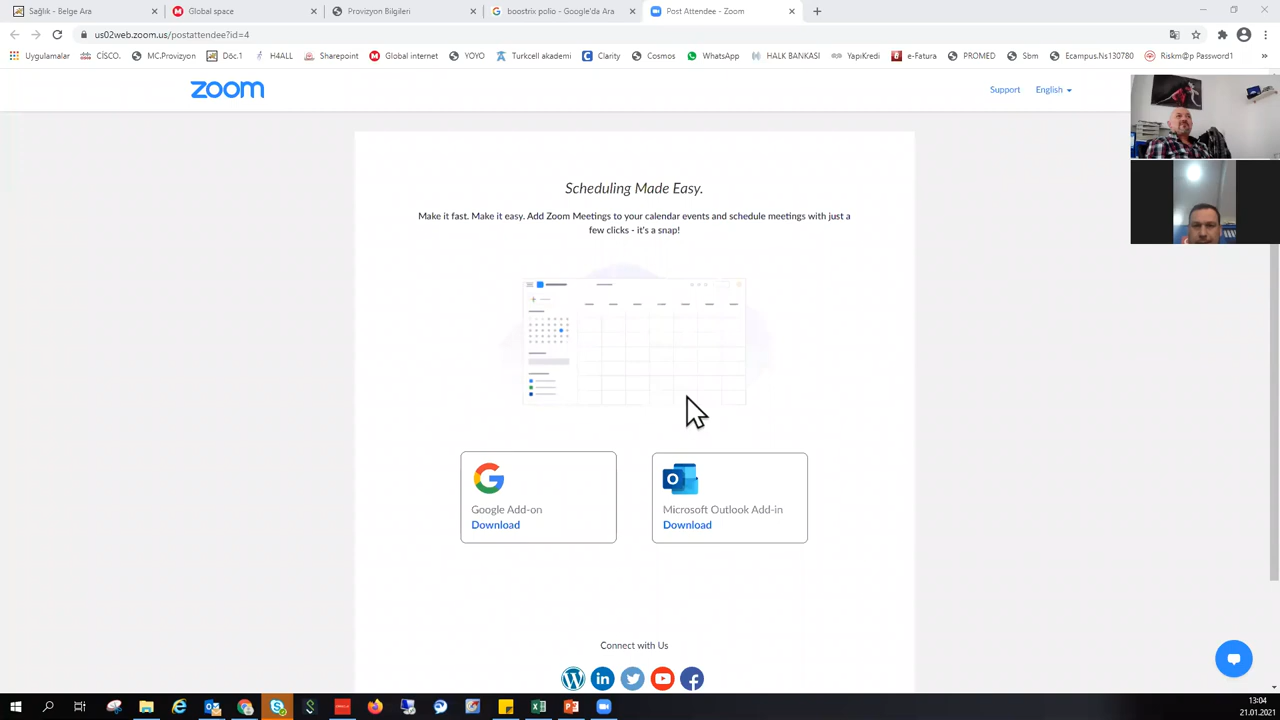 Sağlık - Belge Ara
Global space
Provizyon Bilgileri
boostrix polio - Google'da Ara
Post Attendee - Zoom
us02web.zoom.us/postattendee?id=4
Uygulamalar
CİSCO.
MC.Provizyon
Döc.1
H4ALL
Sharepoint
Global internet
YOYO
Turkcell akademi
Clarity
Cosmos
WhatsApp
HALK BANKASI
YapıKredi
e-Fatura
PROMED
Sbm
Ecampus.Ns130780
Riskm@p Password1
zoom
Support
English
Scheduling Made Easy.
Make it fast. Make it easy. Add Zoom Meetings to your calendar events and schedule meetings with just a
few clicks - it's a snap!
Google Add-on
Download
Microsoft Outlook Add-in
Download
Connect with Us
13:04
21.01.2021